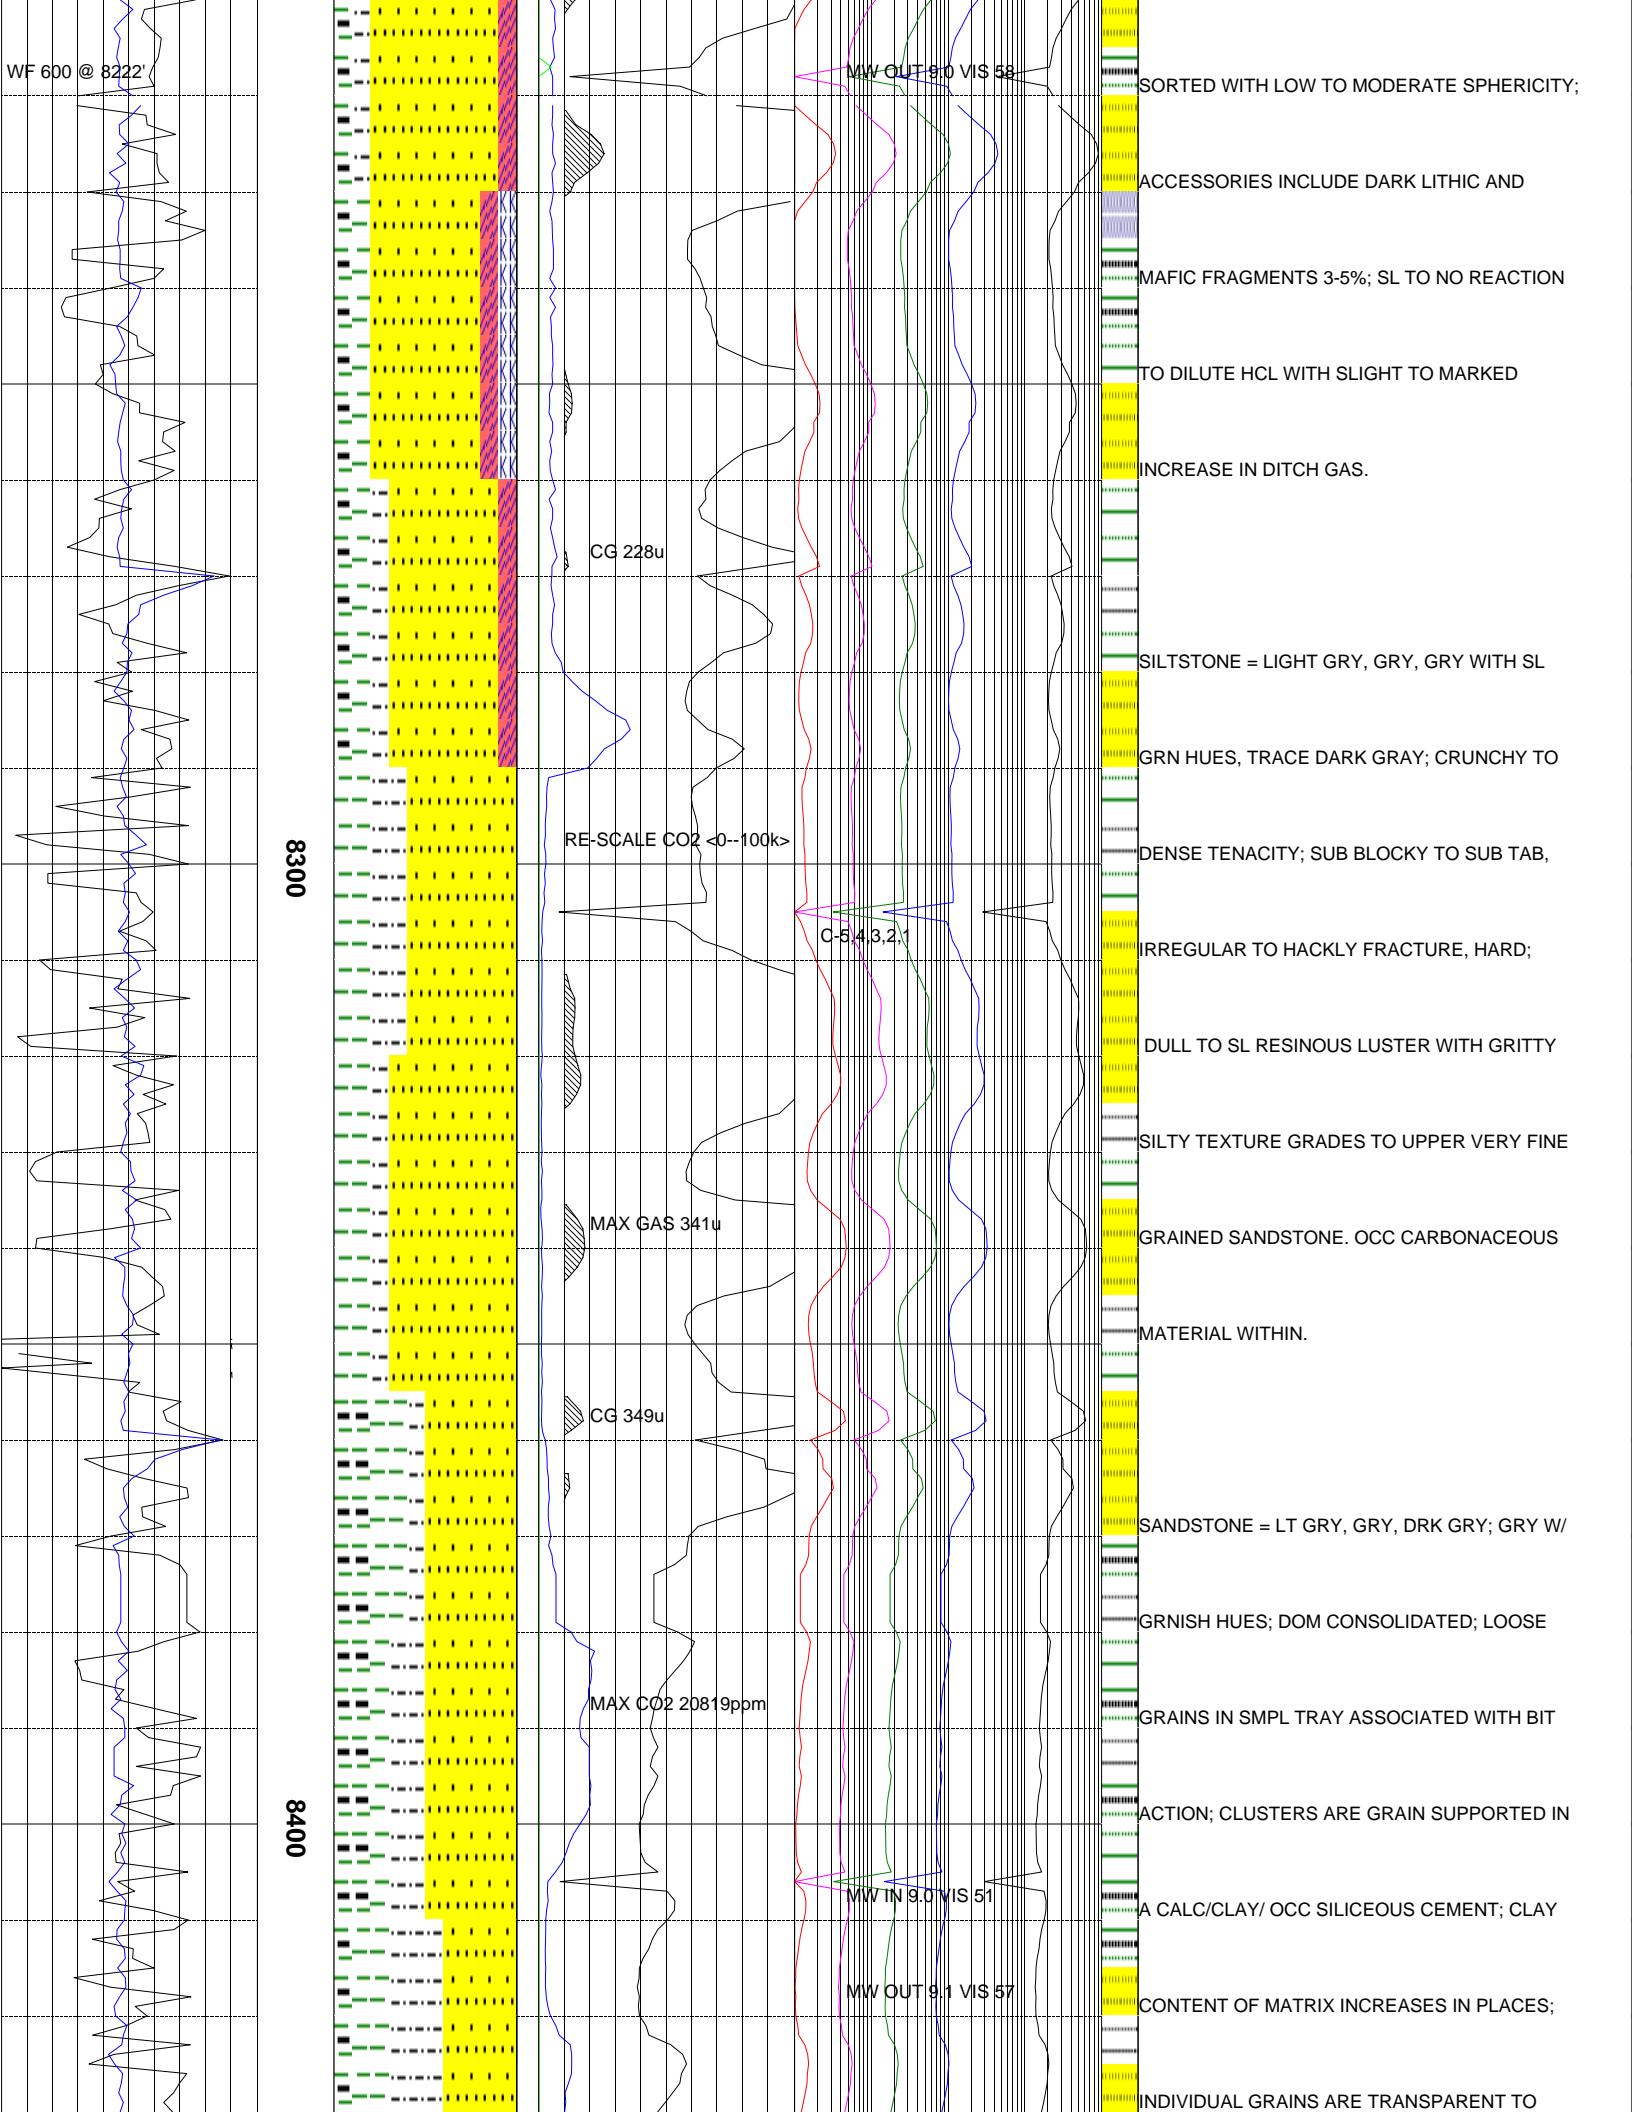 WF 600 @ 8222'
MW OUT 9.0 VIS 58
SORTED WITH LOW TO MODERATE SPHERICITY;
ACCESSORIES INCLUDE DARK LITHIC AND
MAFIC FRAGMENTS 3-5%; SL TO NO REACTION
TO DILUTE HCL WITH SLIGHT TO MARKED
INCREASE IN DITCH GAS.
CG 228u
SILTSTONE = LIGHT GRY, GRY, GRY WITH SL
GRN HUES, TRACE DARK GRAY; CRUNCHY TO
8300
RE-SCALE CO2 <0--100k>
DENSE TENACITY; SUB BLOCKY TO SUB TAB,
C-5,4,3,2,1
IRREGULAR TO HACKLY FRACTURE, HARD;
DULL TO SL RESINOUS LUSTER WITH GRITTY
SILTY TEXTURE GRADES TO UPPER VERY FINE
MAX GAS 341u
GRAINED SANDSTONE. OCC CARBONACEOUS
MATERIAL WITHIN.
CG 349u
SANDSTONE = LT GRY, GRY, DRK GRY; GRY W/
GRNISH HUES; DOM CONSOLIDATED; LOOSE
MAX CO2 20819ppm
GRAINS IN SMPL TRAY ASSOCIATED WITH BIT
8400
ACTION; CLUSTERS ARE GRAIN SUPPORTED IN
MW IN 9.0 VIS 51
A CALC/CLAY/ OCC SILICEOUS CEMENT; CLAY
MW OUT 9.1 VIS 57
CONTENT OF MATRIX INCREASES IN PLACES;
INDIVIDUAL GRAINS ARE TRANSPARENT TO